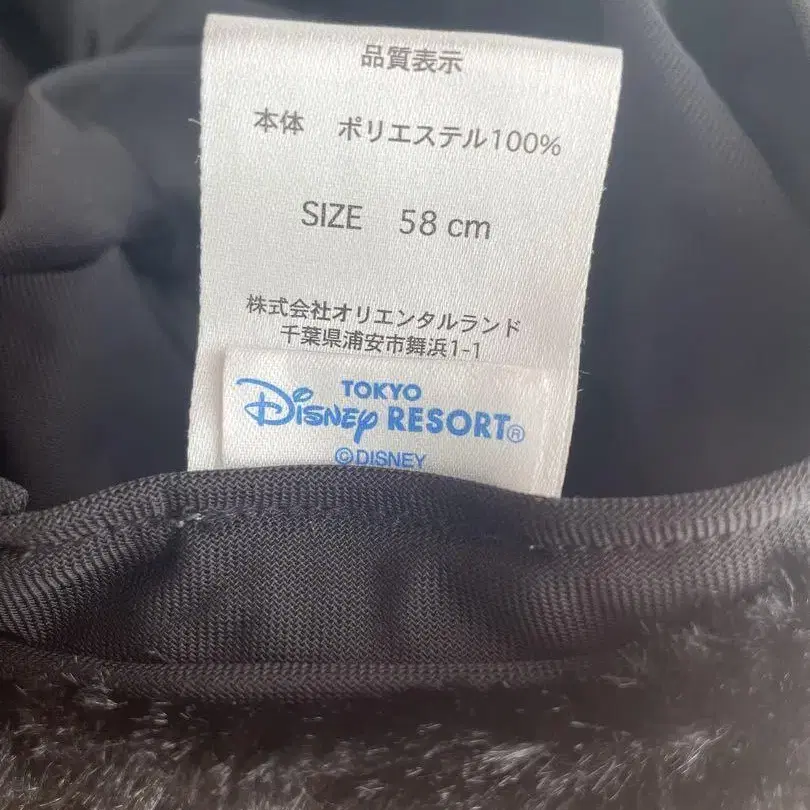 品質表示
本体　ポリエステル100%
SIZE　58 cm
株式会社オリエンタルランド
千葉県浦安市舞浜1-1
TOKYO
Disney RESORT®
©DISNEY